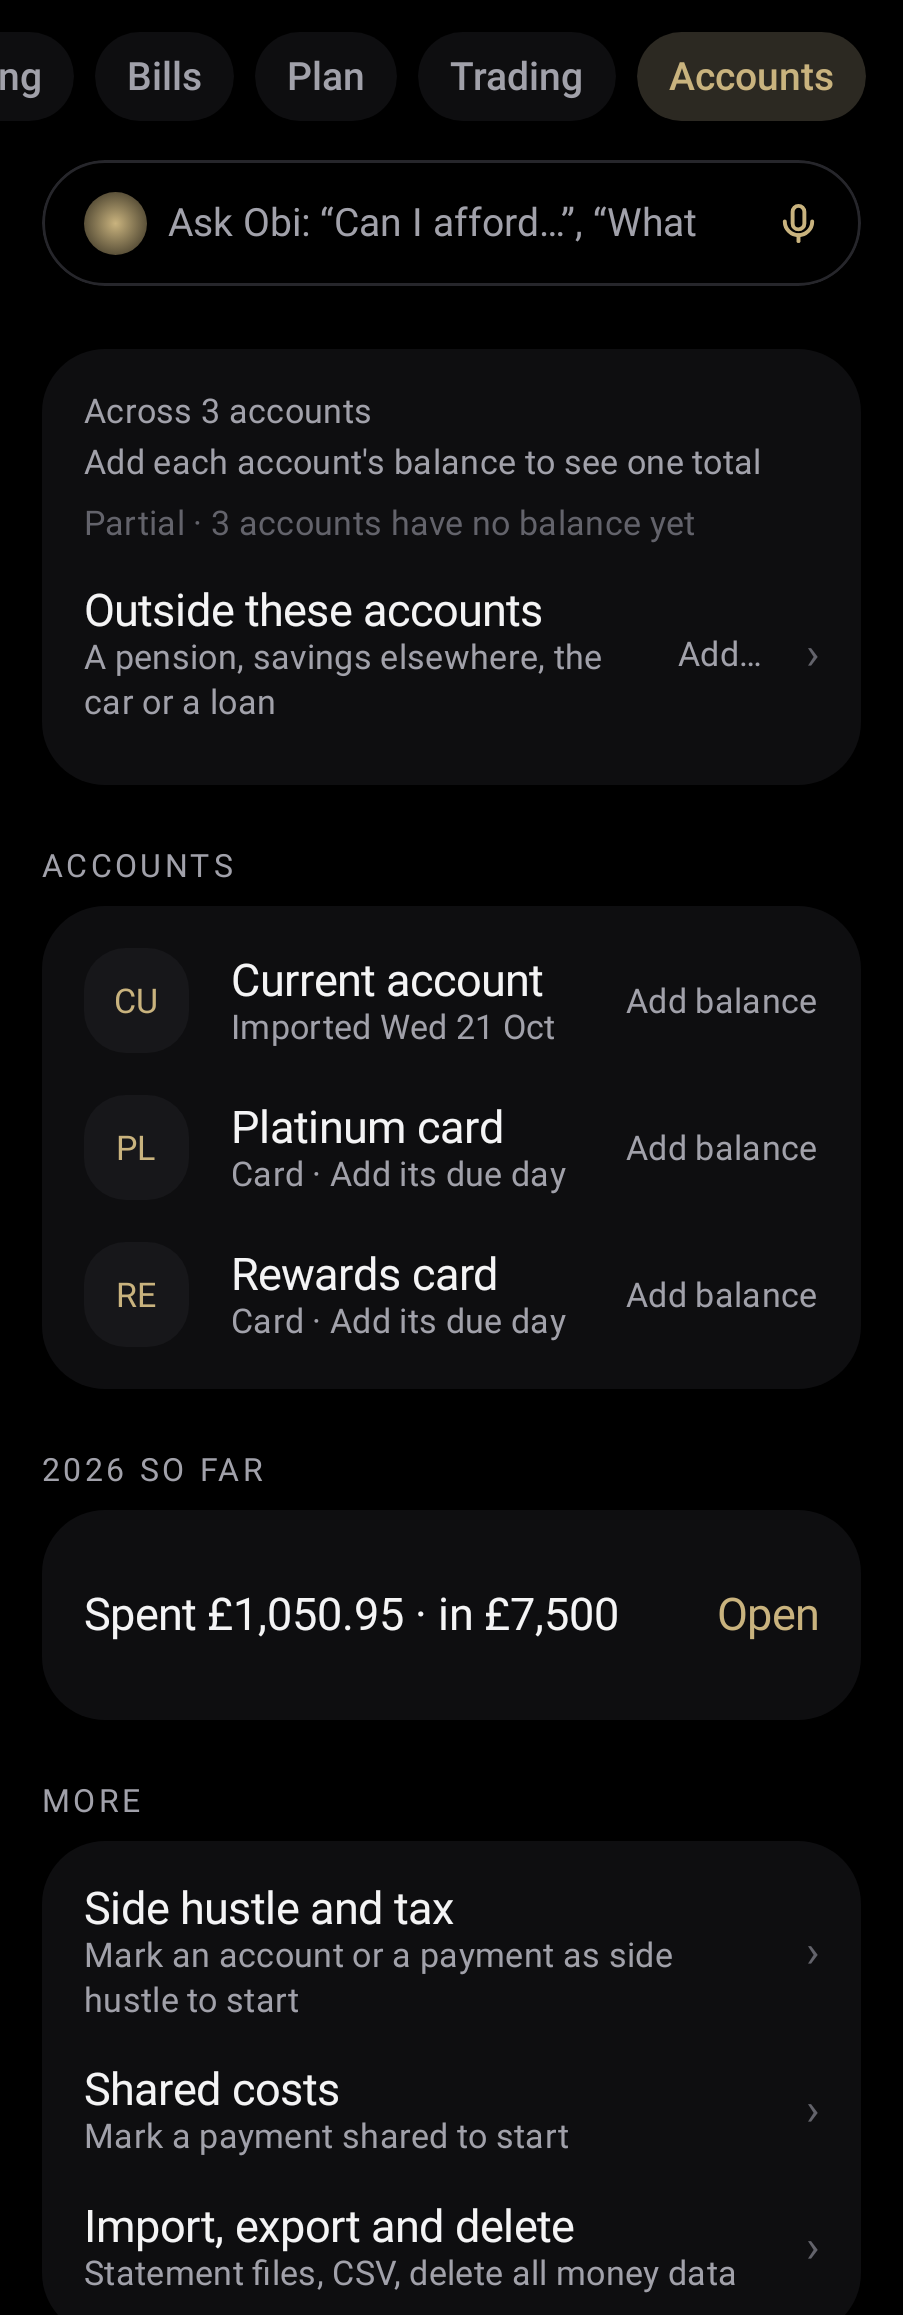 ng Bills Plan Trading Accounts
Ask Obi: “Can I afford…”, “What
Across 3 accounts
Add each account's balance to see one total
Partial · 3 accounts have no balance yet
Outside these accounts
A pension, savings elsewhere, the
car or a loan
Add… ›
ACCOUNTS
CU
Current account
Imported Wed 21 Oct
Add balance
PL
Platinum card
Card · Add its due day
Add balance
RE
Rewards card
Card · Add its due day
Add balance
2026 SO FAR
Spent £1,050.95 · in £7,500 Open
MORE
Side hustle and tax
Mark an account or a payment as side
hustle to start
›
Shared costs
Mark a payment shared to start
›
Import, export and delete
Statement files, CSV, delete all money data
›